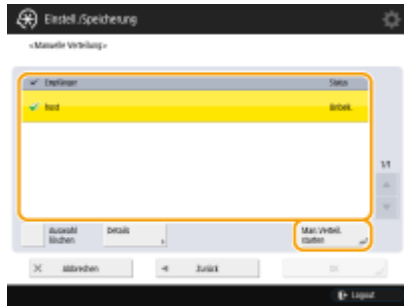 Einstell./Speicherung
<Manuelle Verteilung>
Empfänger Status
host Unbek.
1/1
Auswahl löschen
Details
Man. Verteil. starten
Abbrechen
Zurück
OK
Logout